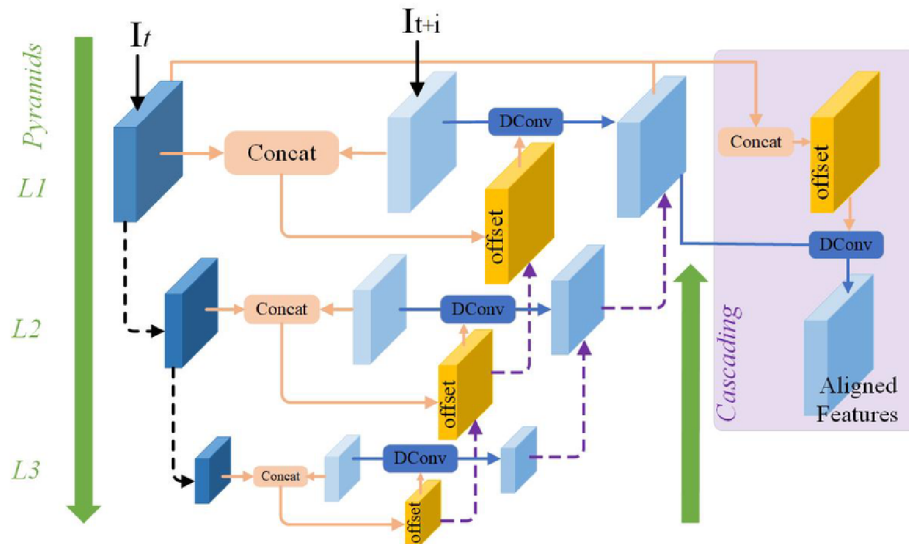 It
It+i
Pyramids
DConv
Concat
Concat
L1
offset
offset
DConv
L2
Concat
DConv
offset
Cascading
Aligned
Features
L3
Concat
DConv
offset